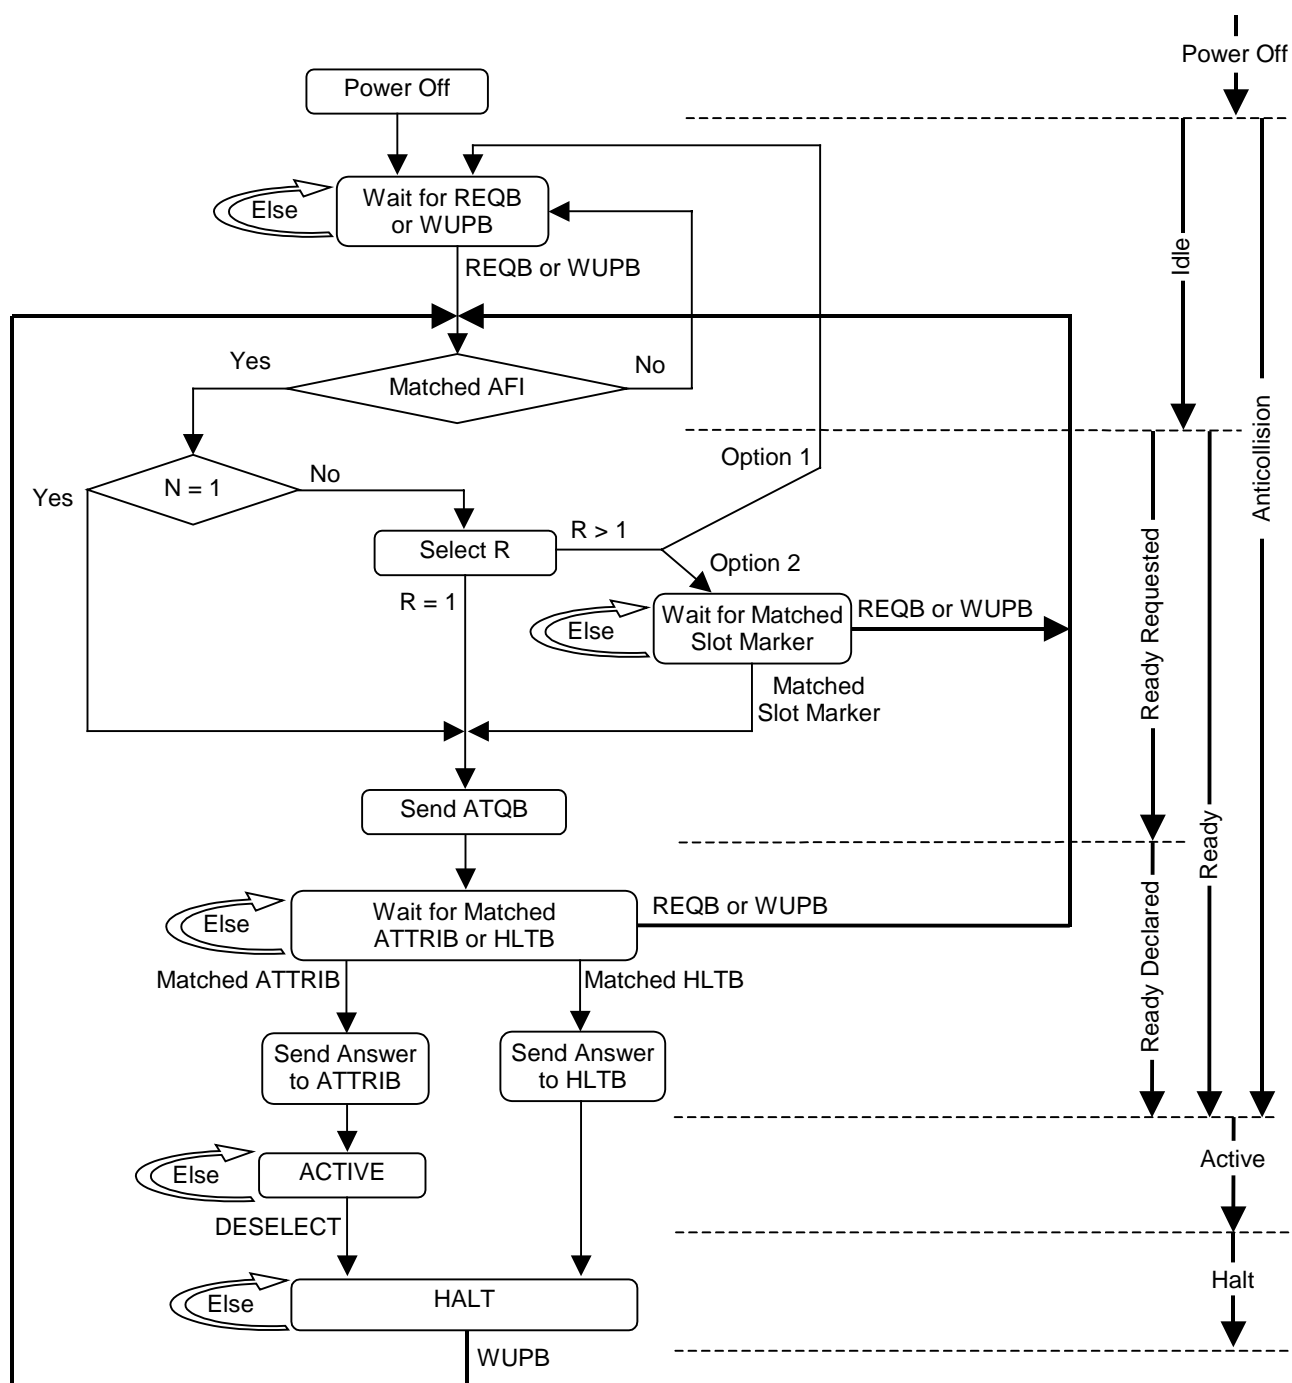 Power Off
Power Off
Wait for REQB
or WUPB
Else
REQB or WUPB
Idle
Yes
Matched AFI
No
Anticollision
Option 1
Yes
N = 1
No
Select R
R > 1
Option 2
R = 1
Wait for Matched
Slot Marker
Else
REQB or WUPB
Matched
Slot Marker
Ready Requested
Ready
Send ATQB
Wait for Matched
ATTRIB or HLTB
Else
REQB or WUPB
Ready Declared
Matched ATTRIB
Matched HLTB
Send Answer
to ATTRIB
Send Answer
to HLTB
Active
ACTIVE
Else
DESELECT
Halt
HALT
Else
WUPB